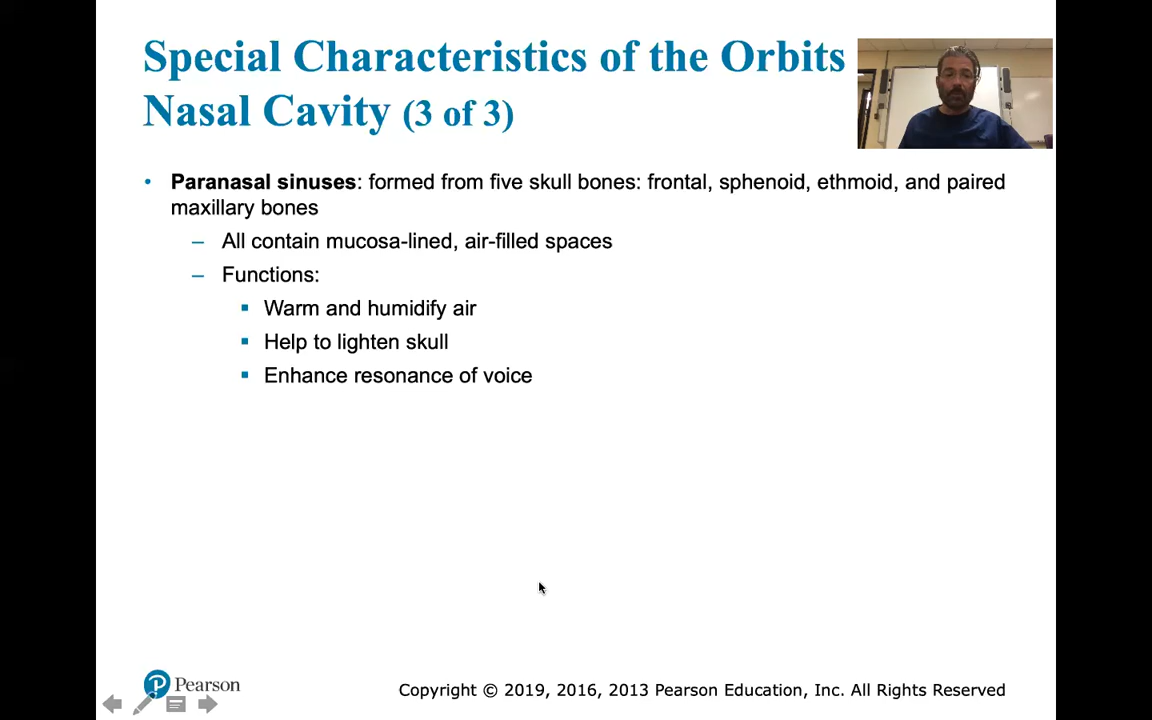 Special Characteristics of the Orbits
Nasal Cavity (3 of 3)
• Paranasal sinuses: formed from five skull bones: frontal, sphenoid, ethmoid, and paired
maxillary bones
– All contain mucosa-lined, air-filled spaces
– Functions:
▪ Warm and humidify air
▪ Help to lighten skull
▪ Enhance resonance of voice
P Pearson
Copyright © 2019, 2016, 2013 Pearson Education, Inc. All Rights Reserved